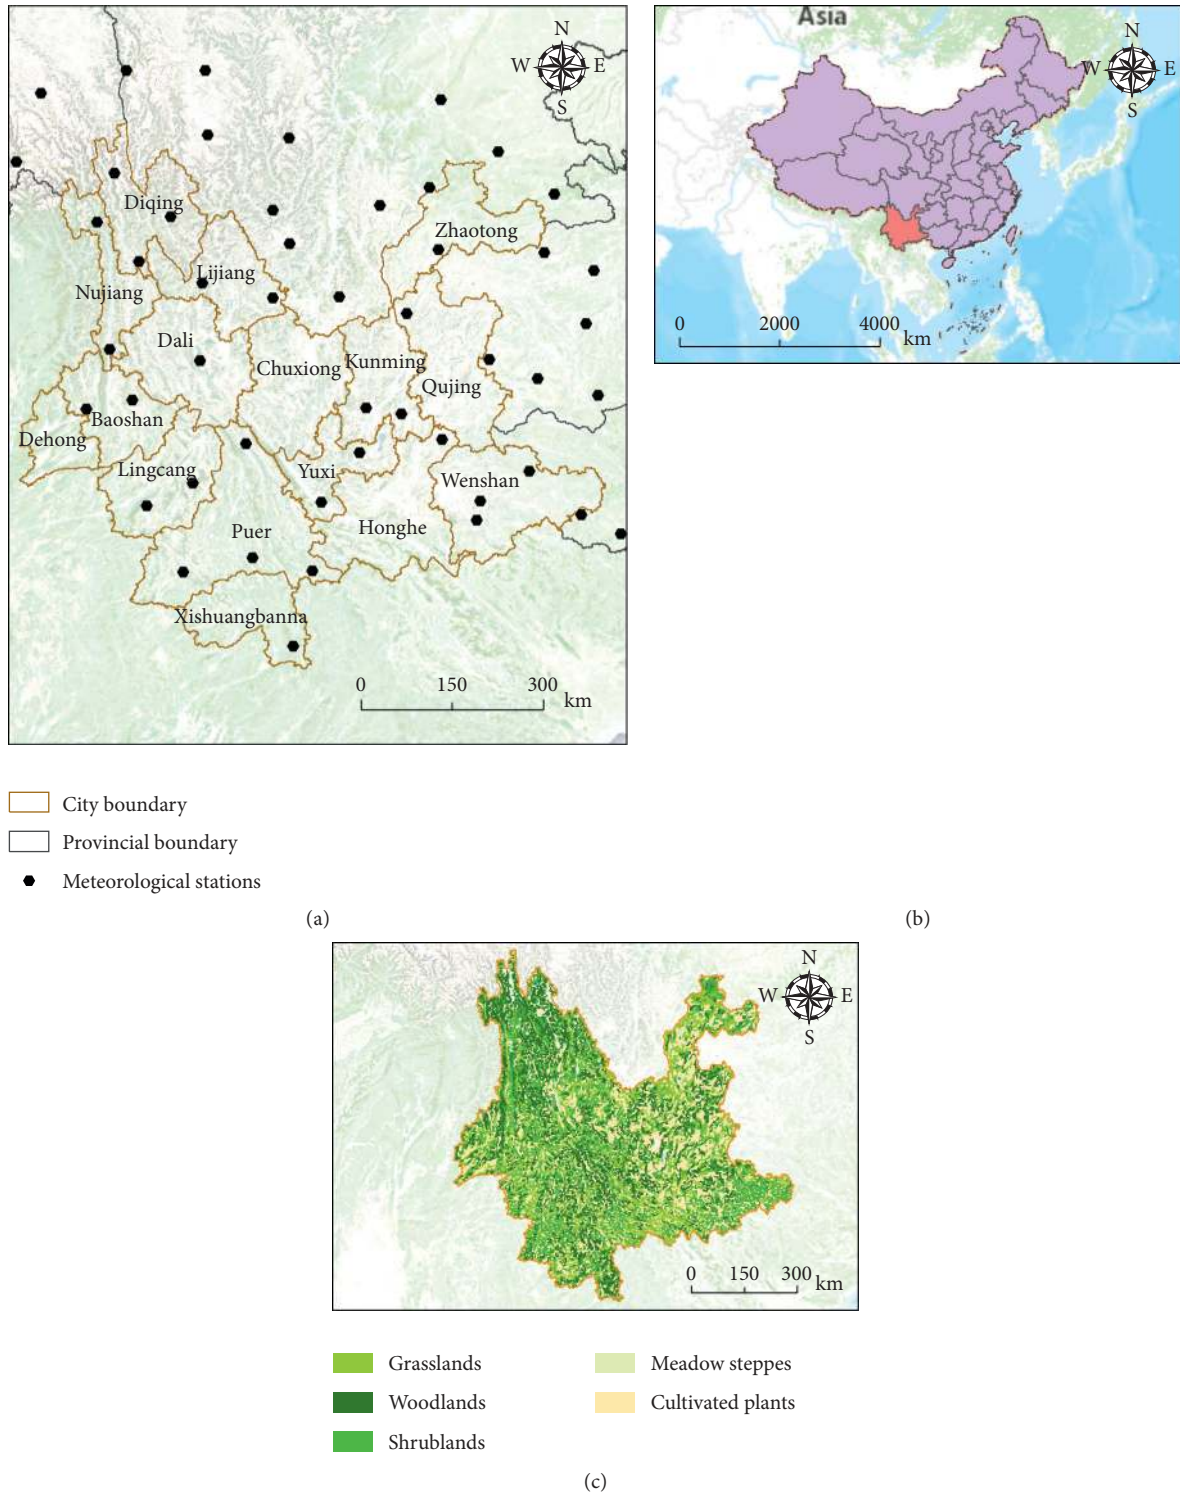 N
W E
S
Diqing
Zhaotong
Lijiang
Nujiang
Dali
Chuxiong
Kunming
Qujing
Baoshan
Dehong
Lingcang
Yuxi
Wenshan
Puer
Honghe
Xishuangbanna
0 150 300 km
City boundary
Provincial boundary
Meteorological stations
(a)
Asia
N
W E
S
0 2000 4000 km
(b)
N
W E
S
0 150 300 km
Grasslands
Woodlands
Shrublands
Meadow steppes
Cultivated plants
(c)